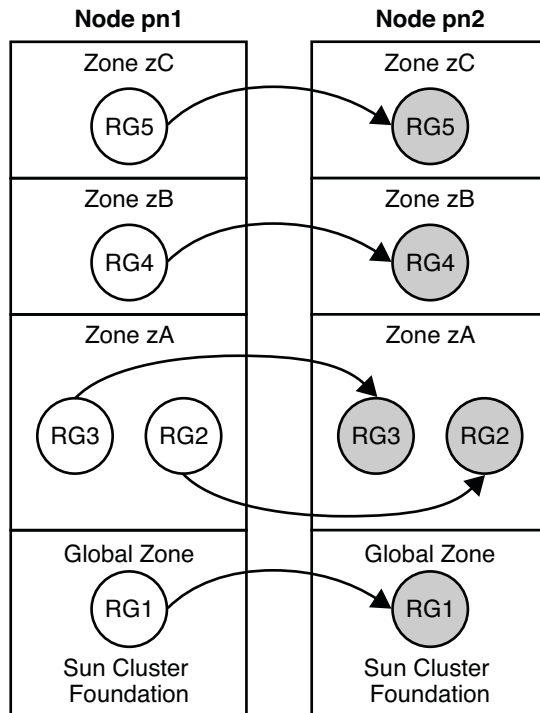 Node pn1
Node pn2
Zone zC
RG5
Zone zC
RG5
Zone zB
RG4
Zone zB
RG4
Zone zA
RG3
RG2
Zone zA
RG3
RG2
Global Zone
RG1
Sun Cluster
Foundation
Global Zone
RG1
Sun Cluster
Foundation